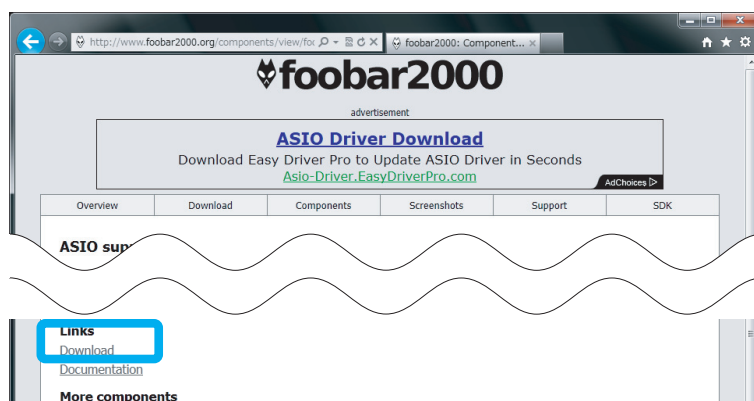 http://www.foobar2000.org/components/view/foo
foobar2000: Component...
foobar2000
advertisement
ASIO Driver Download
Download Easy Driver Pro to Update ASIO Driver in Seconds
Asio-Driver.EasyDriverPro.com
AdChoices
Overview Download Components Screenshots Support SDK
ASIO
Links
Download
Documentation
More components